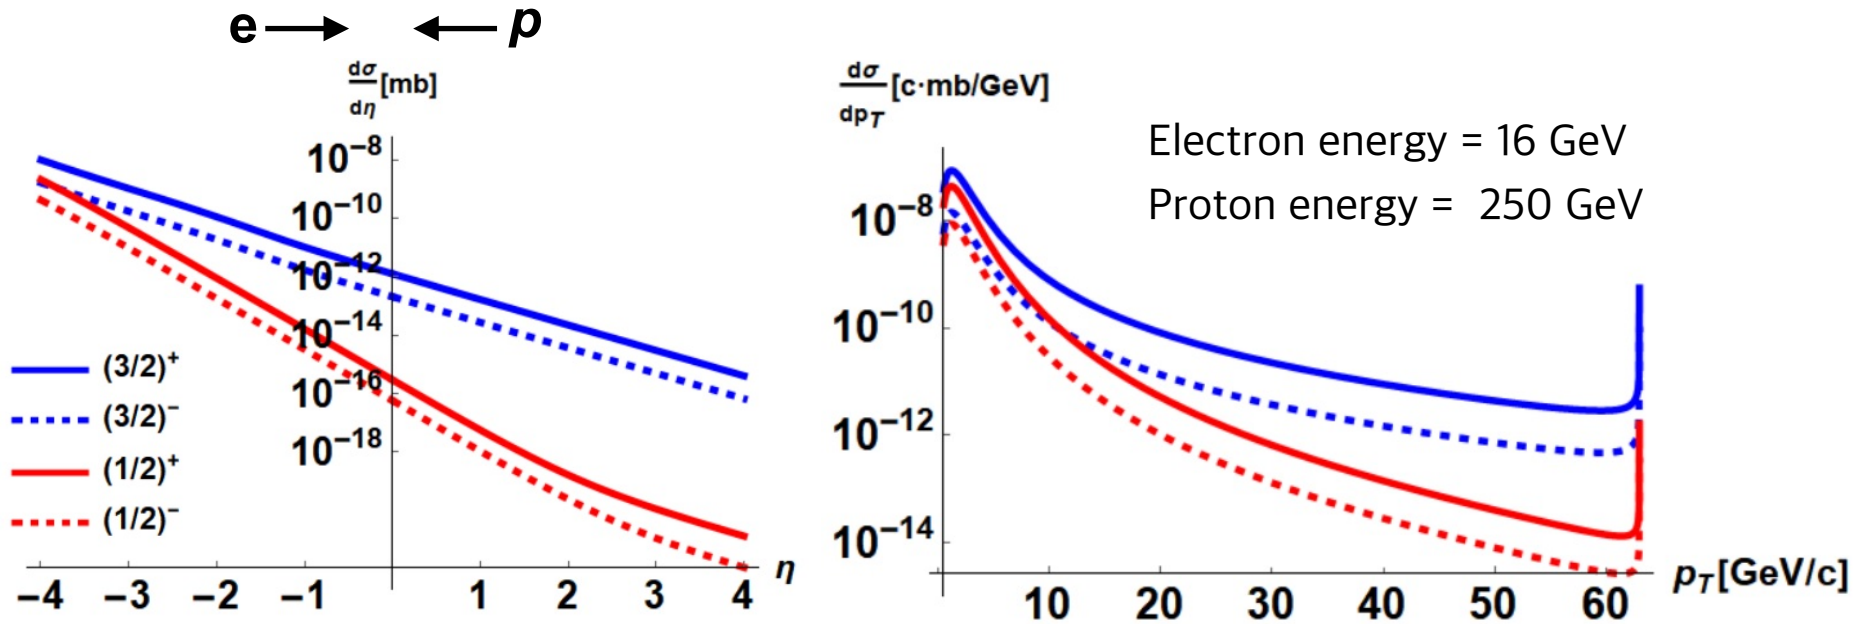 e p
dσ/dη [mb]
10⁻⁸
10⁻¹⁰
10⁻¹²
10⁻¹⁴
10⁻¹⁶
10⁻¹⁸
(3/2)⁺
(3/2)⁻
(1/2)⁺
(1/2)⁻
−4 −3 −2 −1 1 2 3 4 η
dσ/dp_T [c·mb/GeV]
Electron energy = 16 GeV
Proton energy = 250 GeV
10⁻⁸
10⁻¹⁰
10⁻¹²
10⁻¹⁴
10 20 30 40 50 60 p_T [GeV/c]